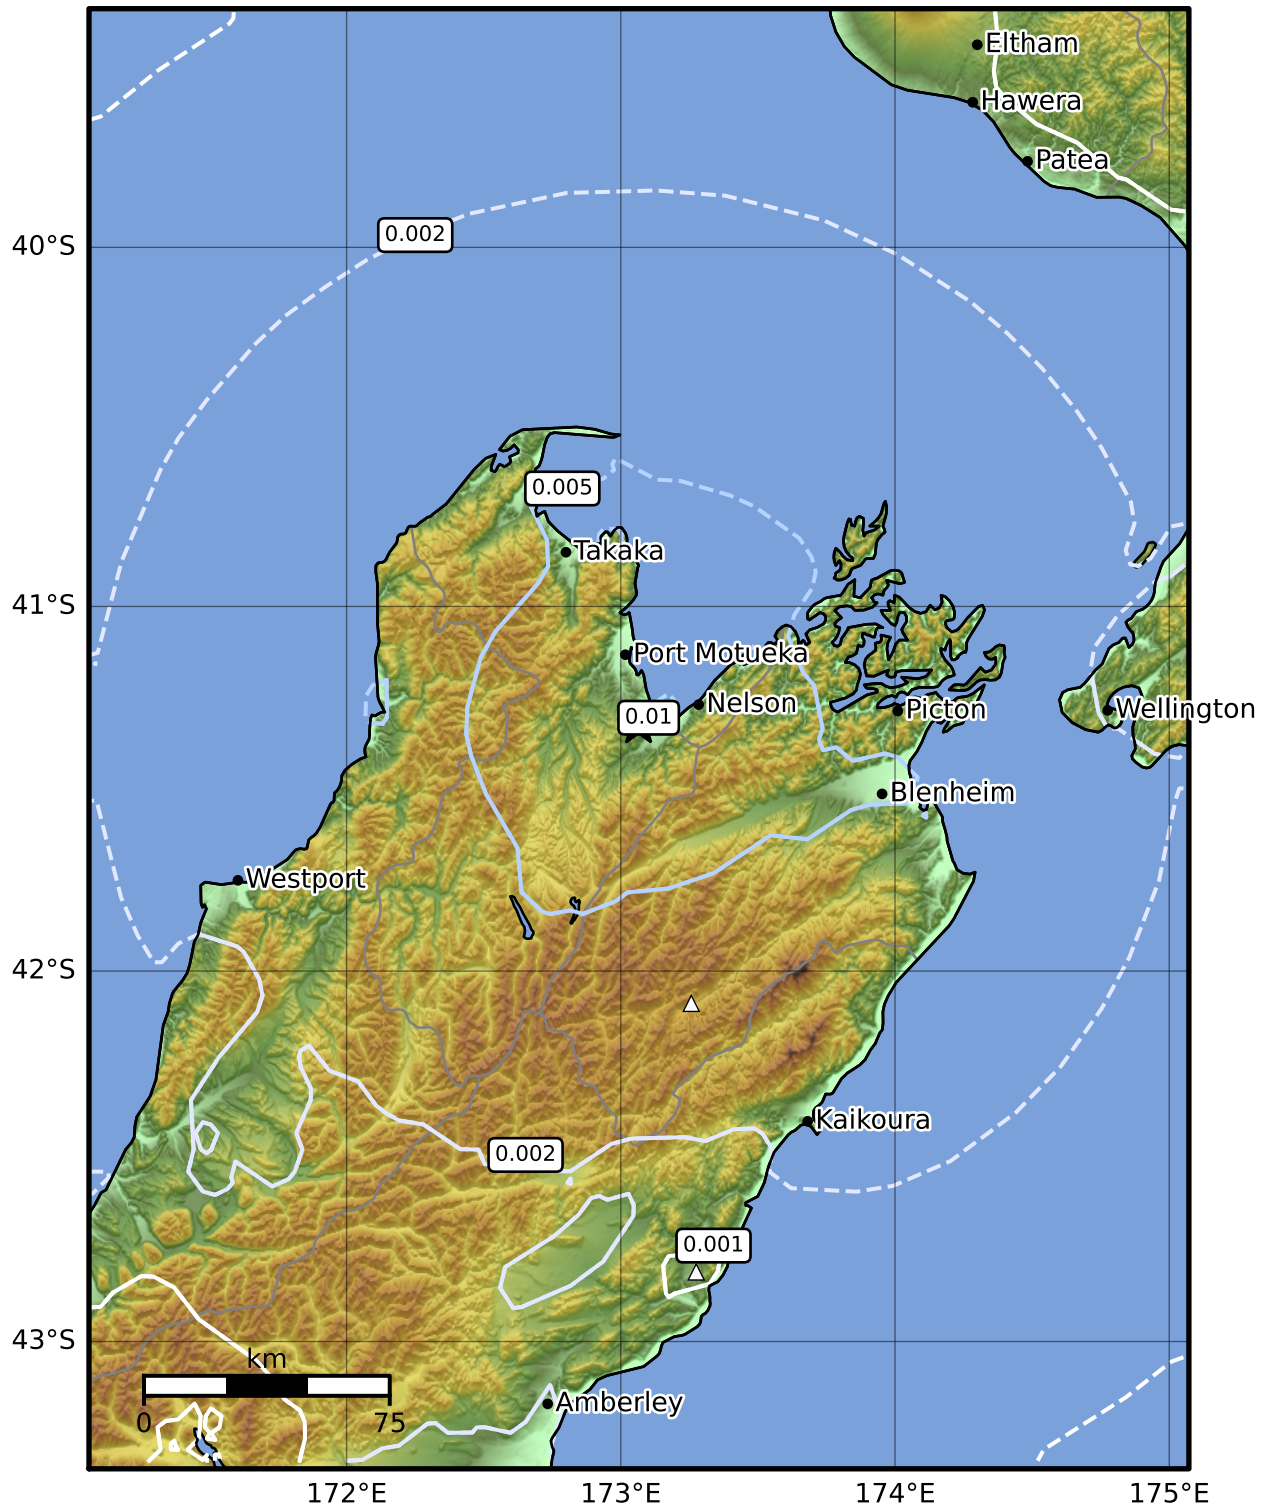 Eltham
Hawera
Patea
40°S
0.002
0.005
Takaka
41°S
Port Motueka
Nelson
0.01
Picton
Wellington
Blenheim
Westport
42°S
Kaikoura
0.002
0.001
43°S
km
0 75
Amberley
172°E 173°E 174°E 175°E